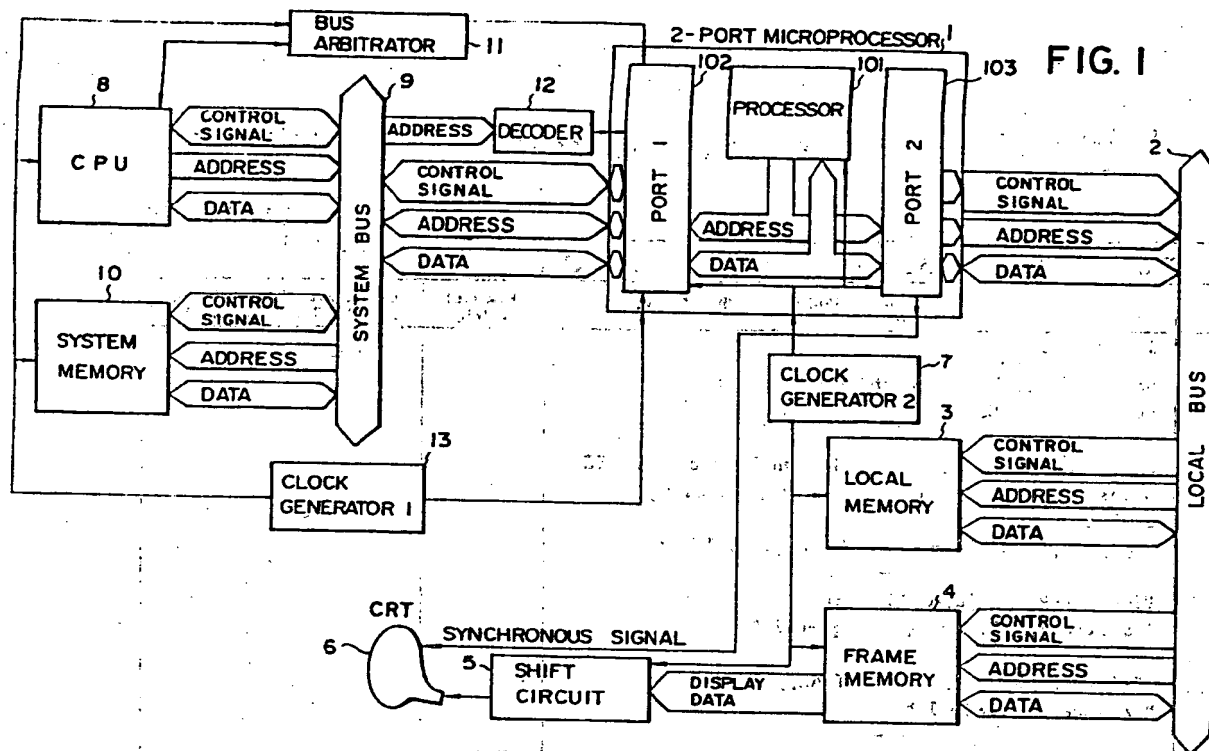 BUS
ARBITRATOR
11
2-PORT MICROPROCESSOR
1
FIG. 1
8
CPU
CONTROL
SIGNAL
ADDRESS
DATA
9
SYSTEM BUS
12
ADDRESS
DECODER
CONTROL
SIGNAL
ADDRESS
DATA
102
PORT 1
101
PROCESSOR
ADDRESS
DATA
103
PORT 2
CONTROL
SIGNAL
ADDRESS
DATA
2
LOCAL BUS
10
SYSTEM
MEMORY
CONTROL
SIGNAL
ADDRESS
DATA
7
CLOCK
GENERATOR 2
13
CLOCK
GENERATOR 1
3
LOCAL
MEMORY
CONTROL
SIGNAL
ADDRESS
DATA
CRT
6
SYNCHRONOUS SIGNAL
5
SHIFT
CIRCUIT
DISPLAY
DATA
4
FRAME
MEMORY
CONTROL
SIGNAL
ADDRESS
DATA